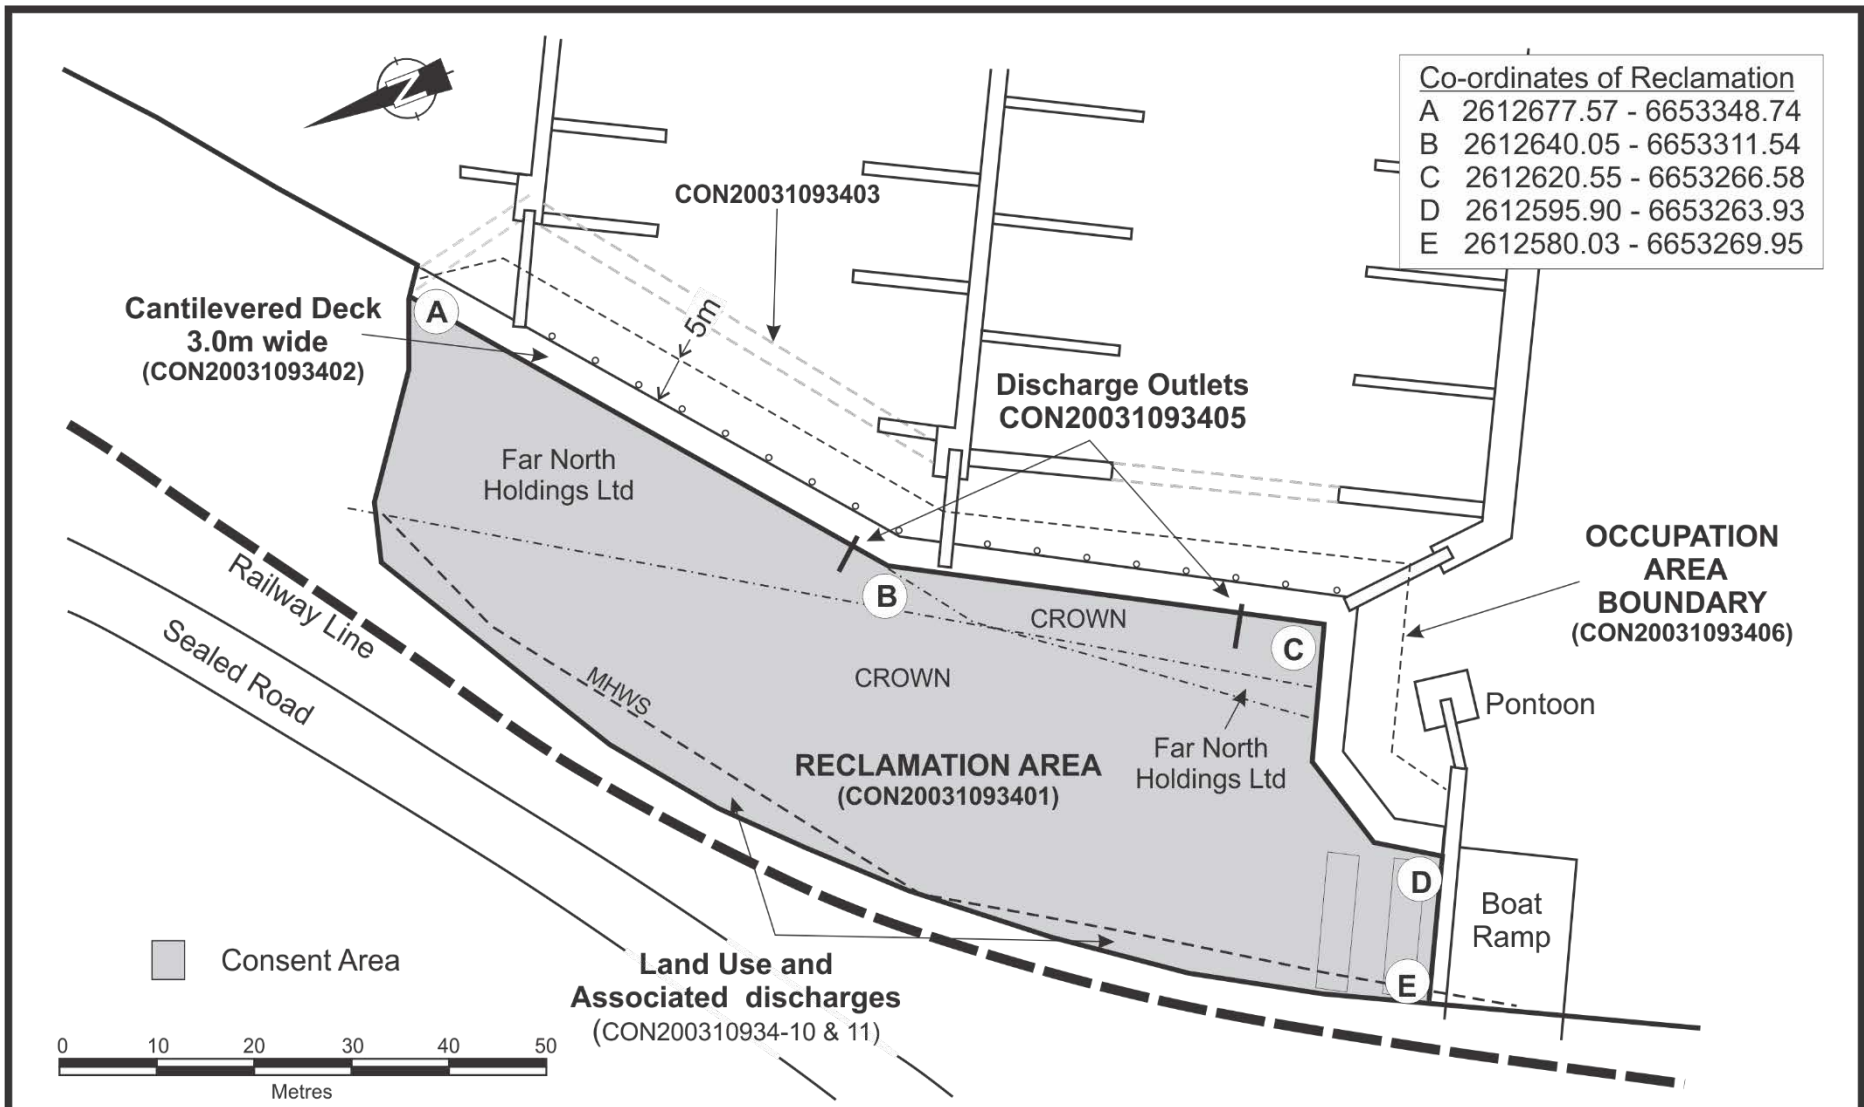 N
Co-ordinates of Reclamation
A 2612677.57 - 6653348.74
B 2612640.05 - 6653311.54
C 2612620.55 - 6653266.58
D 2612595.90 - 6653263.93
E 2612580.03 - 6653269.95
CON20031093403
Cantilevered Deck
3.0m wide
(CON20031093402)
A
5m
Discharge Outlets
CON20031093405
Far North
Holdings Ltd
OCCUPATION
AREA
BOUNDARY
(CON20031093406)
B
CROWN
C
CROWN
Railway Line
Sealed Road
MHWS
Pontoon
RECLAMATION AREA
(CON20031093401)
Far North
Holdings Ltd
D
Boat
Ramp
E
Consent Area
Land Use and
Associated discharges
(CON200310934-10 & 11)
0 10 20 30 40 50
Metres